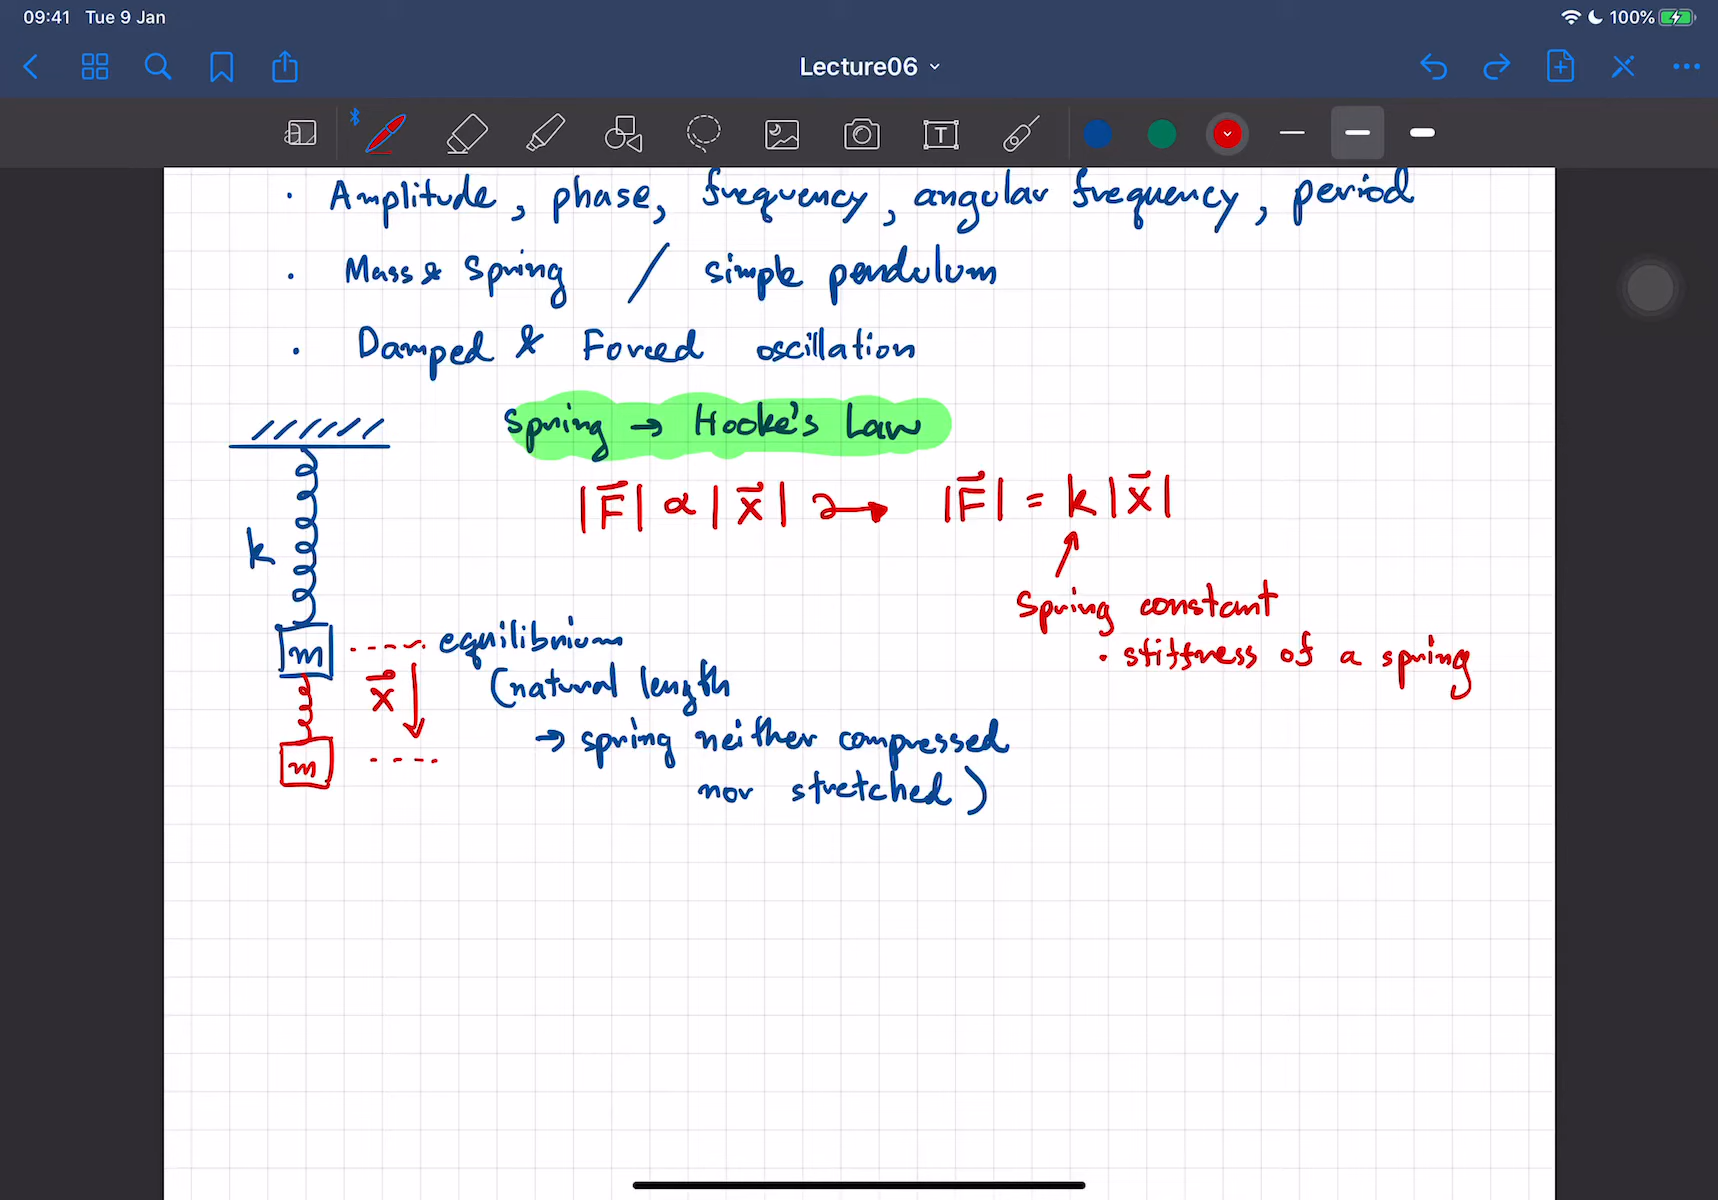 09:41 Tue 9 Jan
100%
Lecture06
T
· Amplitude, phase, frequency, angular frequency, period
· Mass & Spring / simple pendulum
· Damped & Forced oscillation
Spring → Hooke's Law
|F⃗| ∝ |x⃗| → |F⃗| = k|x⃗|
k
Spring constant
· stiffness of a spring
m
equilibrium
x⃗
(natural length
→ spring neither compressed
nor stretched)
m